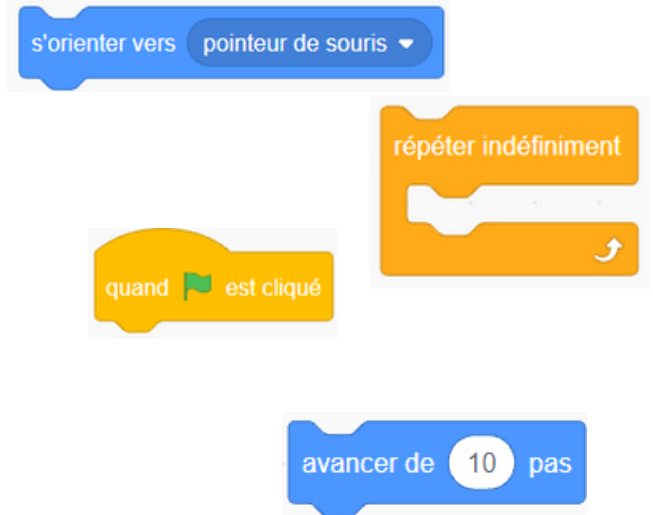 s'orienter vers pointeur de souris
répéter indéfiniment
quand est cliqué
avancer de 10 pas